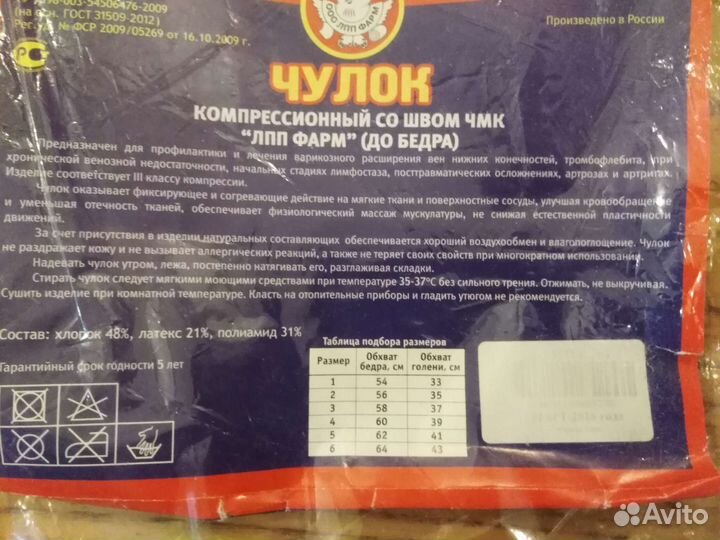 9398-003-54506476-2009
(на осн. ГОСТ 31509-2012)
Рег. уд. № ФСР 2009/05269 от 16.10.2009 г.
ООО ЛПП ФАРМ
Произведено в России
РСТ
ЧУЛОК
КОМПРЕССИОННЫЙ СО ШВОМ ЧМК
"ЛПП ФАРМ" (ДО БЕДРА)
Предназначен для профилактики и лечения варикозного расширения вен нижних конечностей, тромбофлебита, при
хронической венозной недостаточности, начальных стадиях лимфостаза, посттравматических осложнениях, артрозах и артритах.
Изделие соответствует III классу компрессии.
Чулок оказывает фиксирующее и согревающие действие на мягкие ткани и поверхностные сосуды, улучшая кровообращение
и уменьшая отечность тканей, обеспечивает физиологический массаж мускулатуры, не снижая естественной пластичности
движений.
За счет присутствия в изделии натуральных составляющих обеспечивается хороший воздухообмен и влагопоглощение. Чулок
не раздражает кожу и не вызывает аллергических реакций, а также не теряет своих свойств при многократном использовании.
Надевать чулок утром, лежа, постепенно натягивать его, разглаживая складки.
Стирать чулок следует мягкими моющими средствами при температуре 35-37°С без сильного трения. Отжимать, не выкручивая.
Сушить изделие при комнатной температуре. Класть на отопительные приборы и гладить утюгом не рекомендуется.
Состав: хлопок 48%, латекс 21%, полиамид 31%
Гарантийный срок годности 5 лет
Таблица подбора размеров
Размер Обхват бедра, см Обхват голени, см
1 54 33
2 56 35
3 58 37
4 60 39
5 62 41
6 64 43
Avito